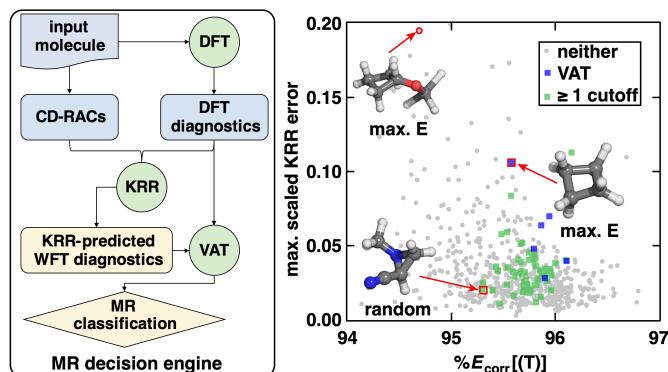 input
molecule
DFT
CD-RACs
DFT
diagnostics
KRR
KRR-predicted
WFT diagnostics
VAT
MR
classification
MR decision engine
max. scaled KRR error
0.20
0.15
0.10
0.05
0.00
94
95
96
97
%Ecorr[(T)]
neither
VAT
≥ 1 cutoff
max. E
max. E
random